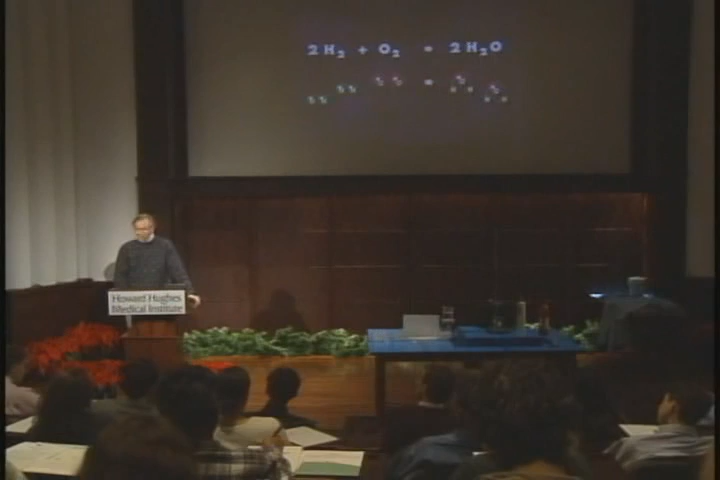 2H₂ + O₂ = 2H₂O
Howard Hughes
Medical Institute